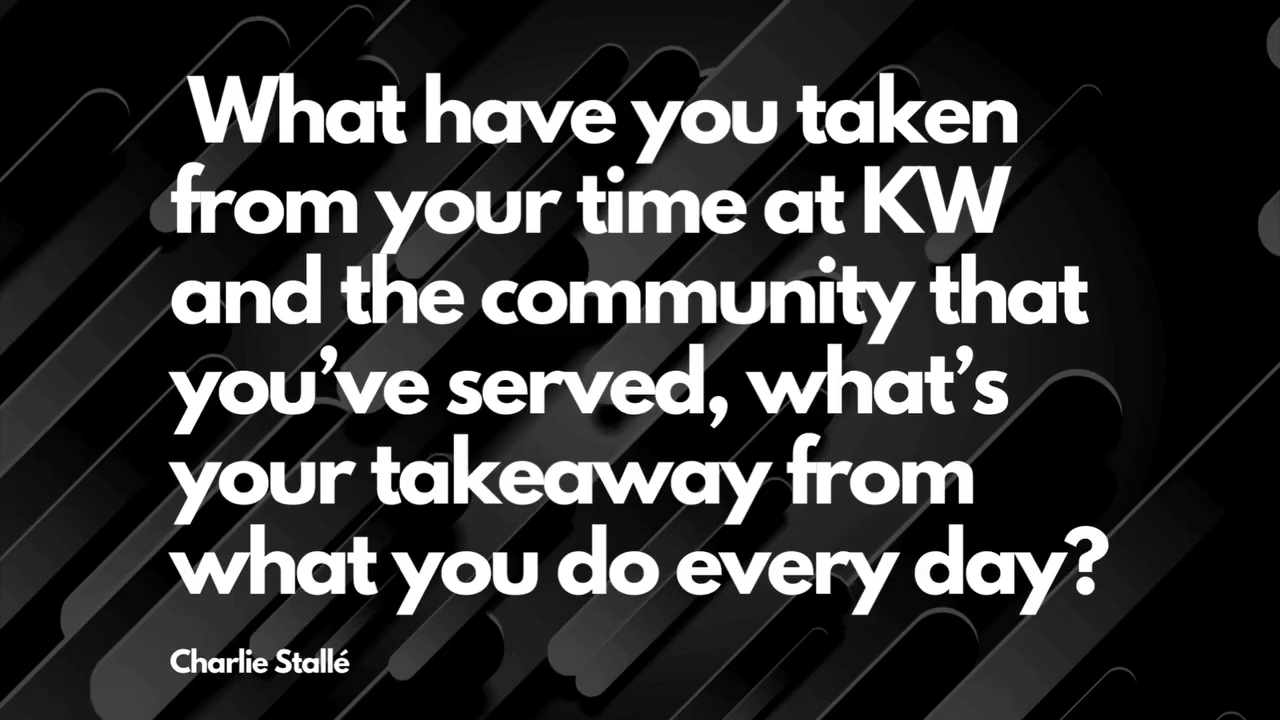 What have you taken
from your time at KW
and the community that
you’ve served, what’s
your takeaway from
what you do every day?
Charlie Stallé